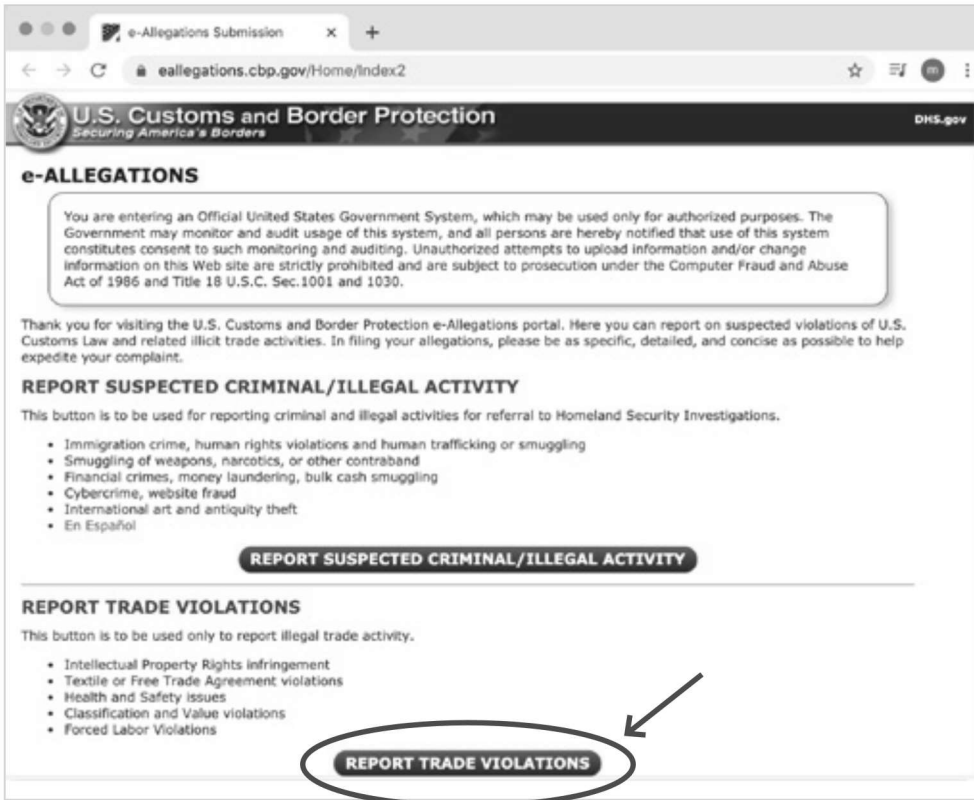 e-Allegations Submission
eallegations.cbp.gov/Home/Index2
m
U.S. Customs and Border Protection
Securing America's Borders
DHS.gov
e-ALLEGATIONS
You are entering an Official United States Government System, which may be used only for authorized purposes. The
Government may monitor and audit usage of this system, and all persons are hereby notified that use of this system
constitutes consent to such monitoring and auditing. Unauthorized attempts to upload information and/or change
information on this Web site are strictly prohibited and are subject to prosecution under the Computer Fraud and Abuse
Act of 1986 and Title 18 U.S.C. Sec.1001 and 1030.
Thank you for visiting the U.S. Customs and Border Protection e-Allegations portal. Here you can report on suspected violations of U.S.
Customs Law and related illicit trade activities. In filing your allegations, please be as specific, detailed, and concise as possible to help
expedite your complaint.
REPORT SUSPECTED CRIMINAL/ILLEGAL ACTIVITY
This button is to be used for reporting criminal and illegal activities for referral to Homeland Security Investigations.
• Immigration crime, human rights violations and human trafficking or smuggling
• Smuggling of weapons, narcotics, or other contraband
• Financial crimes, money laundering, bulk cash smuggling
• Cybercrime, website fraud
• International art and antiquity theft
• En Español
REPORT SUSPECTED CRIMINAL/ILLEGAL ACTIVITY
REPORT TRADE VIOLATIONS
This button is to be used only to report illegal trade activity.
• Intellectual Property Rights infringement
• Textile or Free Trade Agreement violations
• Health and Safety issues
• Classification and Value violations
• Forced Labor Violations
REPORT TRADE VIOLATIONS